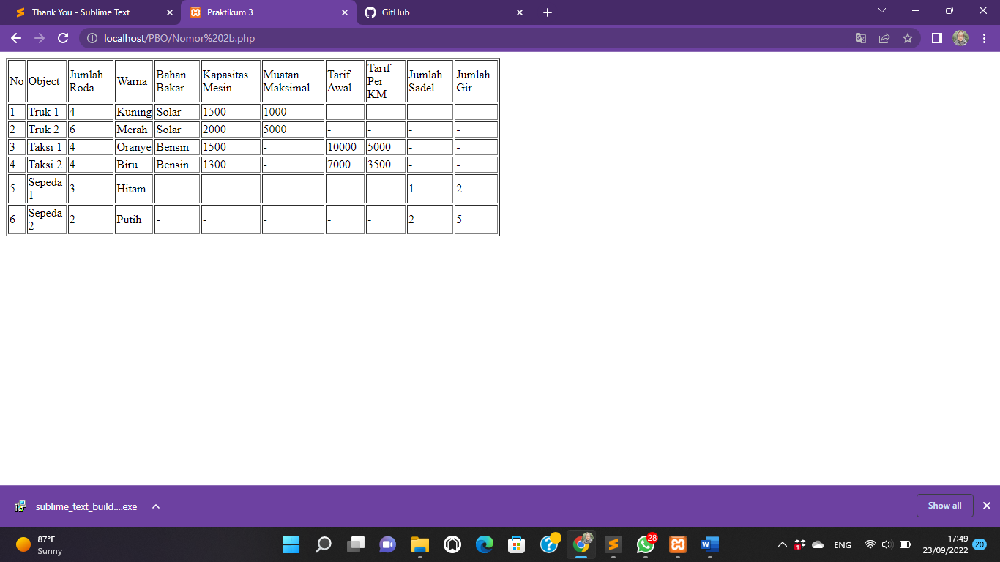 Thank You - Sublime Text
Praktikum 3
GitHub
localhost/PBO/Nomor%202b.php
No Object Jumlah Roda Warna Bahan Bakar Kapasitas Mesin Muatan Maksimal Tarif Awal Tarif Per KM Jumlah Sadel Jumlah Gir
1 Truk 1 4 Kuning Solar 1500 1000 - - - -
2 Truk 2 6 Merah Solar 2000 5000 - - - -
3 Taksi 1 4 Oranye Bensin 1500 - 10000 5000 - -
4 Taksi 2 4 Biru Bensin 1300 - 7000 3500 - -
5 Sepeda 1 3 Hitam - - - - - 1 2
6 Sepeda 2 2 Putih - - - - - 2 5
sublime_text_build....exe
Show all
87°F
Sunny
28
W
1
ENG
17:49
23/09/2022
20